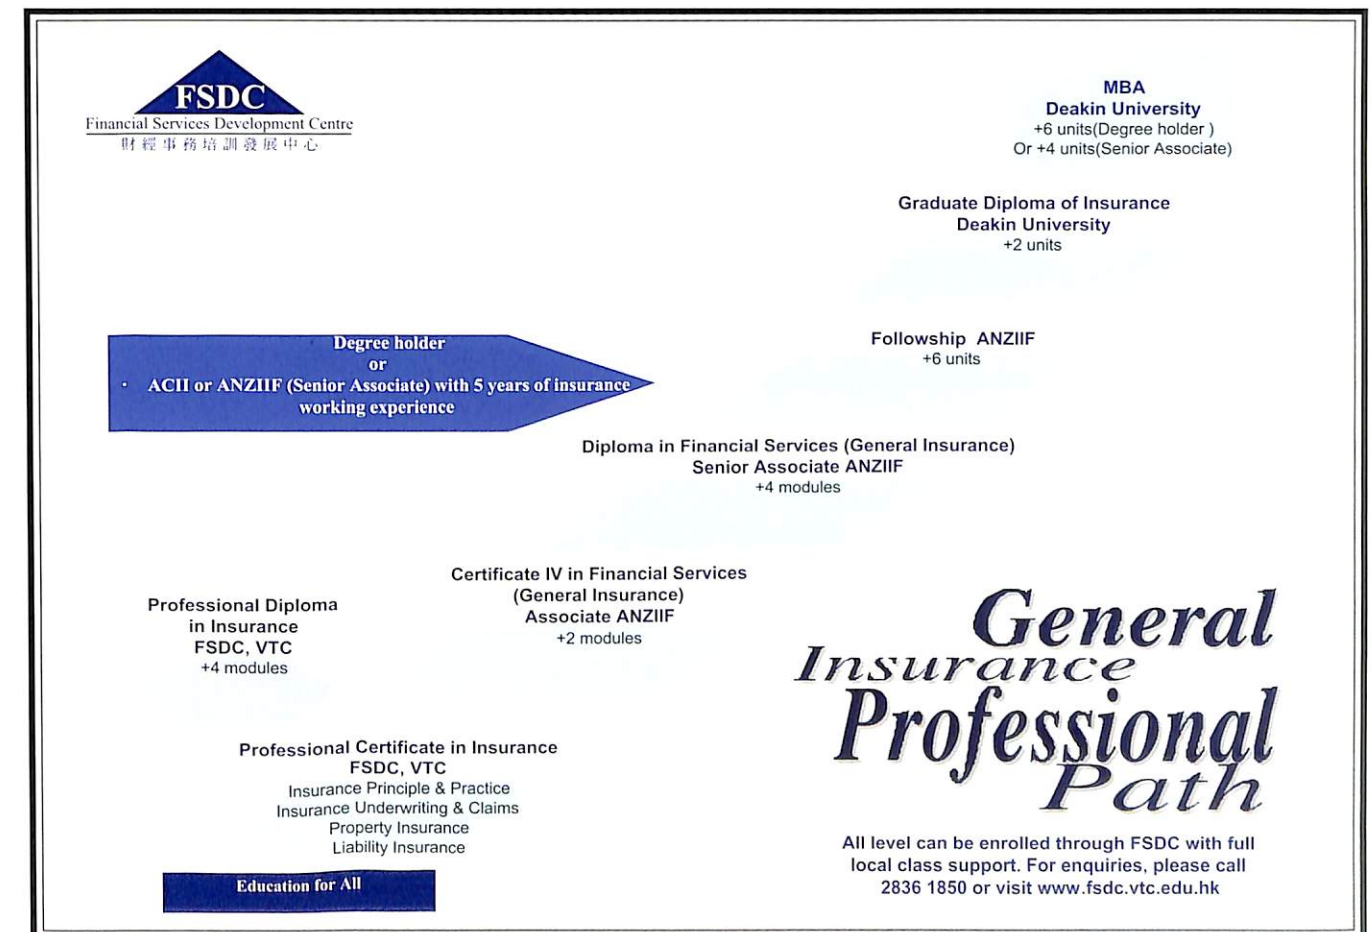 FSDC
Financial Services Development Centre
財經事務培訓發展中心
MBA
Deakin University
+6 units(Degree holder )
Or +4 units(Senior Associate)
Graduate Diploma of Insurance
Deakin University
+2 units
Followship ANZIIF
+6 units
Degree holder
or
· ACII or ANZIIF (Senior Associate) with 5 years of insurance
working experience
Diploma in Financial Services (General Insurance)
Senior Associate ANZIIF
+4 modules
Certificate IV in Financial Services
(General Insurance)
Associate ANZIIF
+2 modules
Professional Diploma
in Insurance
FSDC, VTC
+4 modules
Professional Certificate in Insurance
FSDC, VTC
Insurance Principle & Practice
Insurance Underwriting & Claims
Property Insurance
Liability Insurance
Education for All
General
Insurance
Professional
Path
All level can be enrolled through FSDC with full
local class support. For enquiries, please call
2836 1850 or visit www.fsdc.vtc.edu.hk